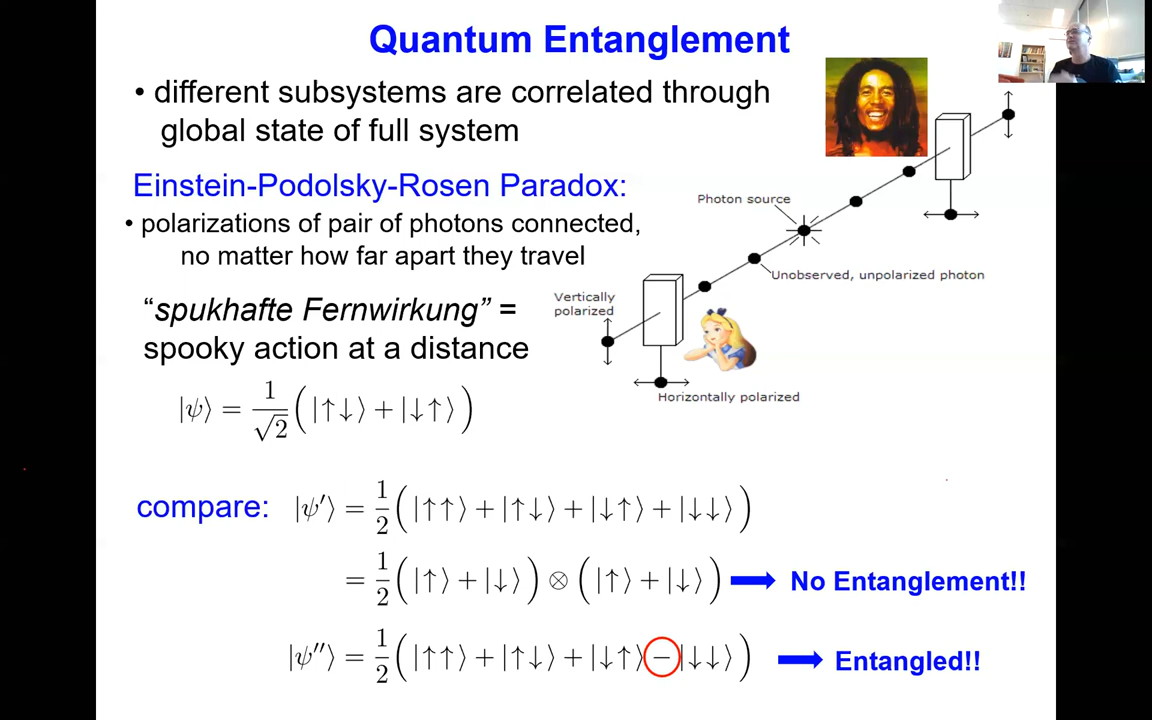 Quantum Entanglement
• different subsystems are correlated through
global state of full system
Einstein-Podolsky-Rosen Paradox:
• polarizations of pair of photons connected,
no matter how far apart they travel
“spukhafte Fernwirkung” =
spooky action at a distance
|ψ⟩ = 1/√2 (|↑↓⟩ + |↓↑⟩)
Photon source
Unobserved, unpolarized photon
Vertically
polarized
Horizontally polarized
compare: |ψ′⟩ = 1/2 (|↑↑⟩ + |↑↓⟩ + |↓↑⟩ + |↓↓⟩)
= 1/2 (|↑⟩ + |↓⟩) ⊗ (|↑⟩ + |↓⟩) ➡ No Entanglement!!
|ψ′′⟩ = 1/2 (|↑↑⟩ + |↑↓⟩ + |↓↑⟩ − |↓↓⟩) ➡ Entangled!!